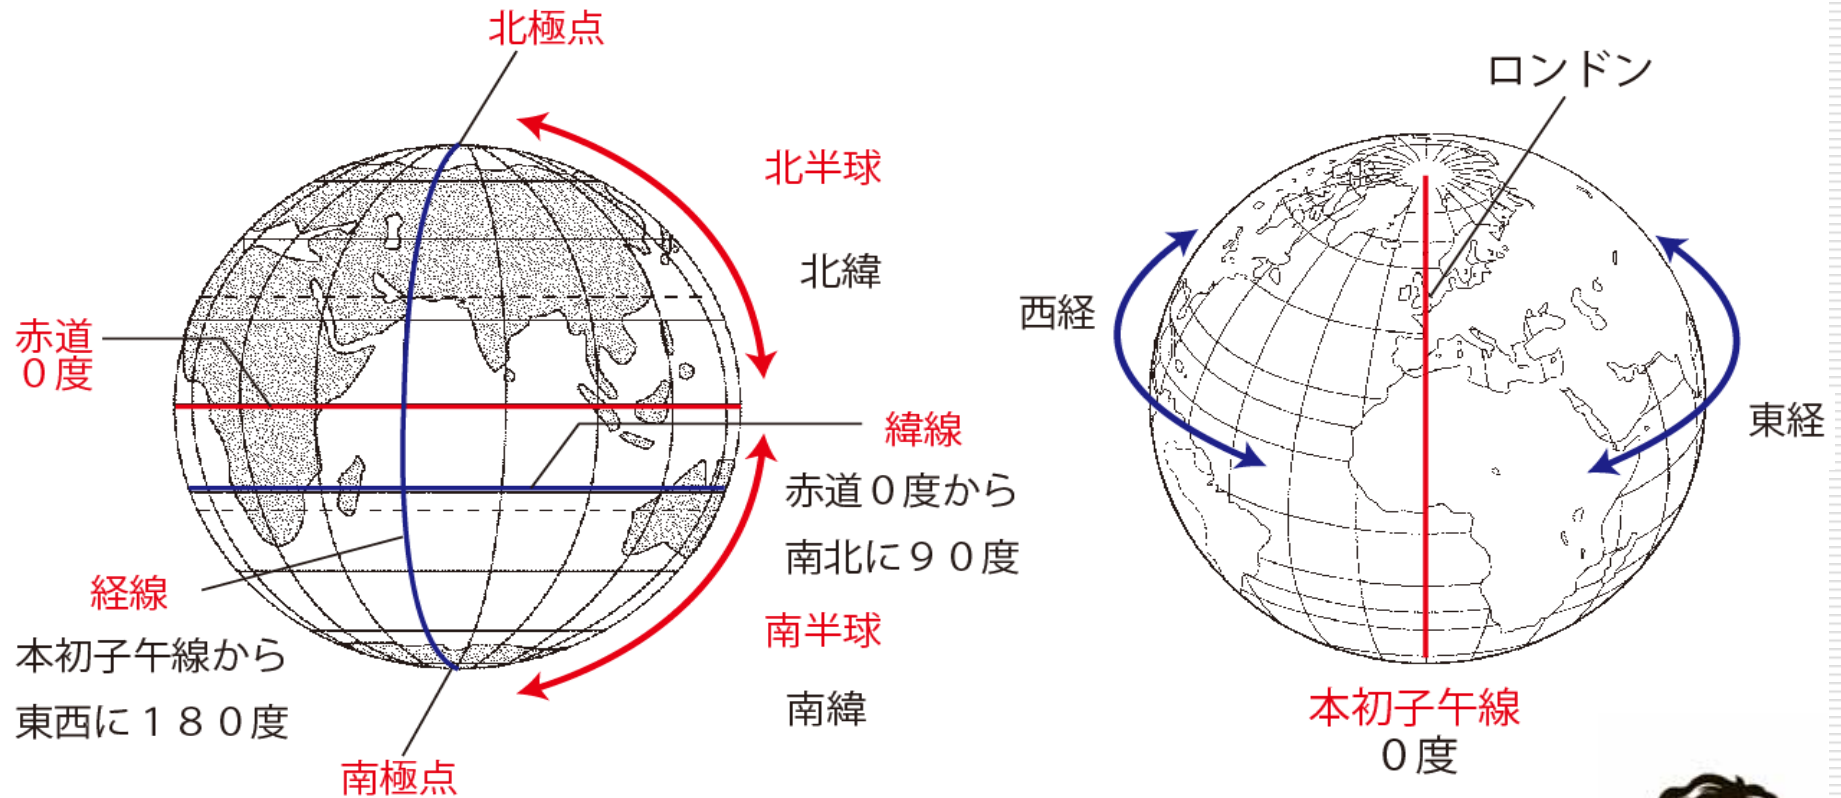 北極点
北半球
北緯
赤道
０度
緯線
赤道０度から
南北に９０度
経線
本初子午線から
東西に１８０度
南半球
南緯
南極点
ロンドン
西経
東経
本初子午線
０度